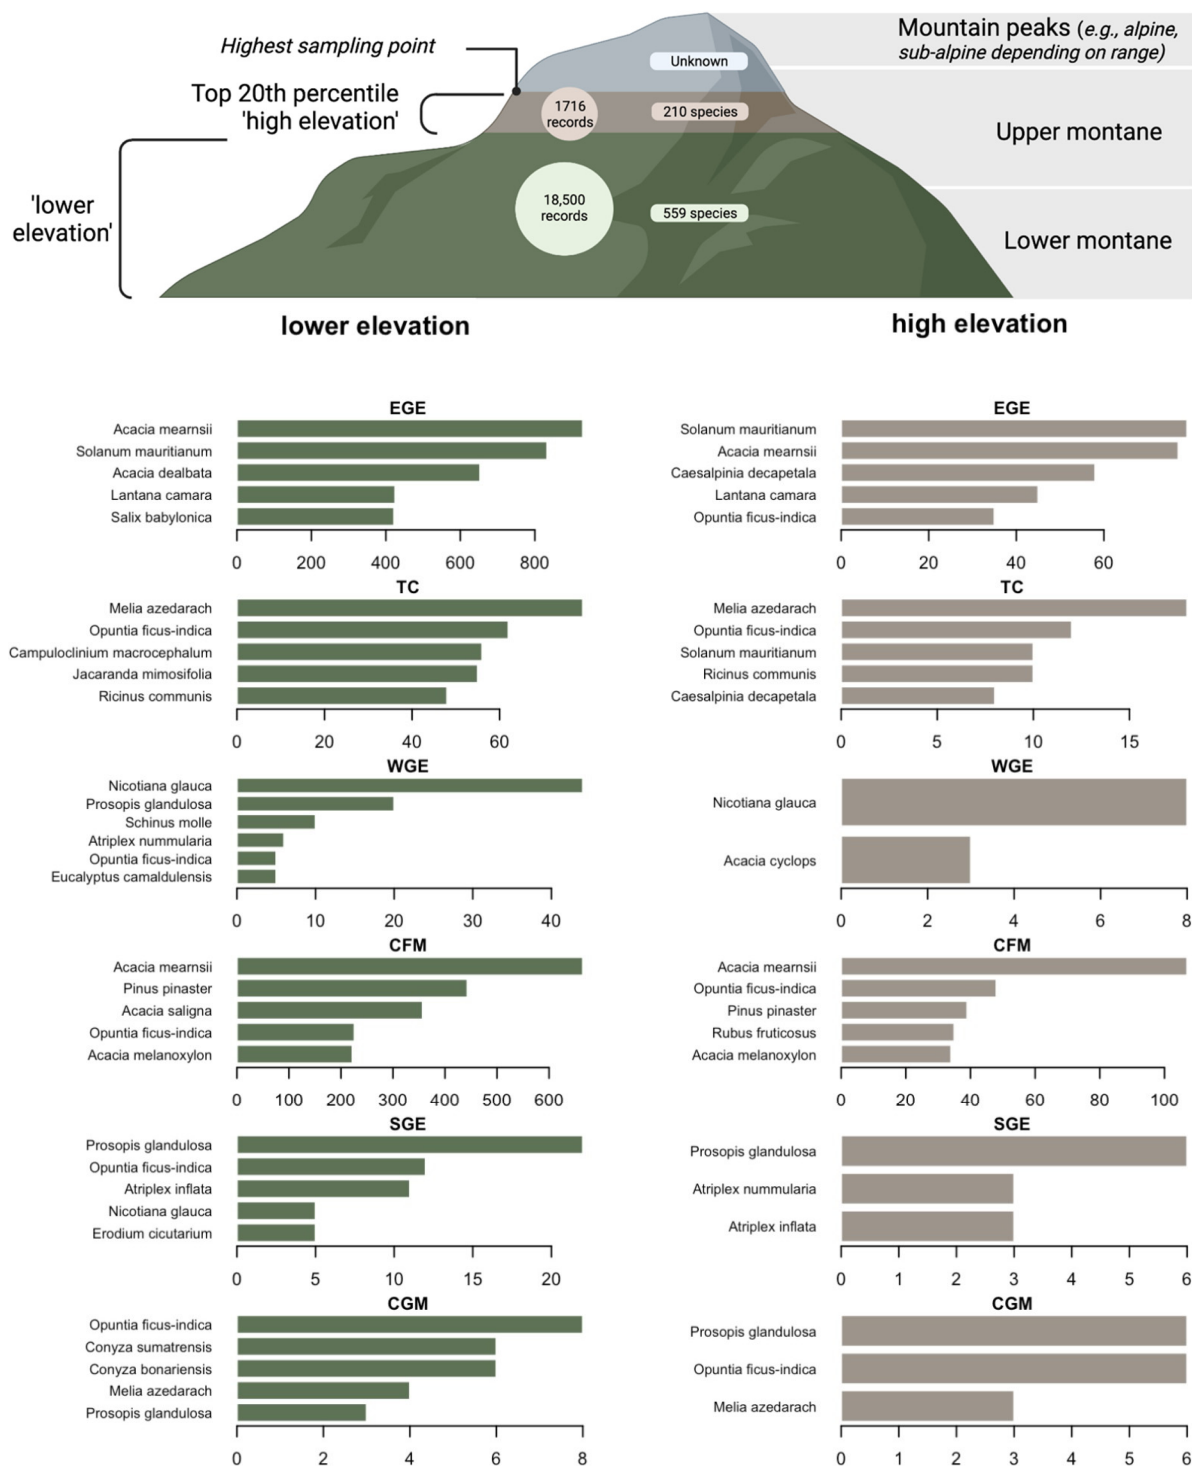 Highest sampling point
Top 20th percentile
'high elevation'
'lower
elevation'
Unknown
1716
records
210 species
18,500
records
559 species
Mountain peaks (e.g., alpine,
sub-alpine depending on range)
Upper montane
Lower montane
lower elevation
high elevation
EGE
Acacia mearnsii
Solanum mauritianum
Acacia dealbata
Lantana camara
Salix babylonica
0 200 400 600 800
EGE
Solanum mauritianum
Acacia mearnsii
Caesalpinia decapetala
Lantana camara
Opuntia ficus-indica
0 20 40 60
TC
Melia azedarach
Opuntia ficus-indica
Campuloclinium macrocephalum
Jacaranda mimosifolia
Ricinus communis
0 20 40 60
TC
Melia azedarach
Opuntia ficus-indica
Solanum mauritianum
Ricinus communis
Caesalpinia decapetala
0 5 10 15
WGE
Nicotiana glauca
Prosopis glandulosa
Schinus molle
Atriplex nummularia
Opuntia ficus-indica
Eucalyptus camaldulensis
0 10 20 30 40
WGE
Nicotiana glauca
Acacia cyclops
0 2 4 6 8
CFM
Acacia mearnsii
Pinus pinaster
Acacia saligna
Opuntia ficus-indica
Acacia melanoxylon
0 100 200 300 400 500 600
CFM
Acacia mearnsii
Opuntia ficus-indica
Pinus pinaster
Rubus fruticosus
Acacia melanoxylon
0 20 40 60 80 100
SGE
Prosopis glandulosa
Opuntia ficus-indica
Atriplex inflata
Nicotiana glauca
Erodium cicutarium
0 5 10 15 20
SGE
Prosopis glandulosa
Atriplex nummularia
Atriplex inflata
0 1 2 3 4 5 6
CGM
Opuntia ficus-indica
Conyza sumatrensis
Conyza bonariensis
Melia azedarach
Prosopis glandulosa
0 2 4 6 8
CGM
Prosopis glandulosa
Opuntia ficus-indica
Melia azedarach
0 1 2 3 4 5 6